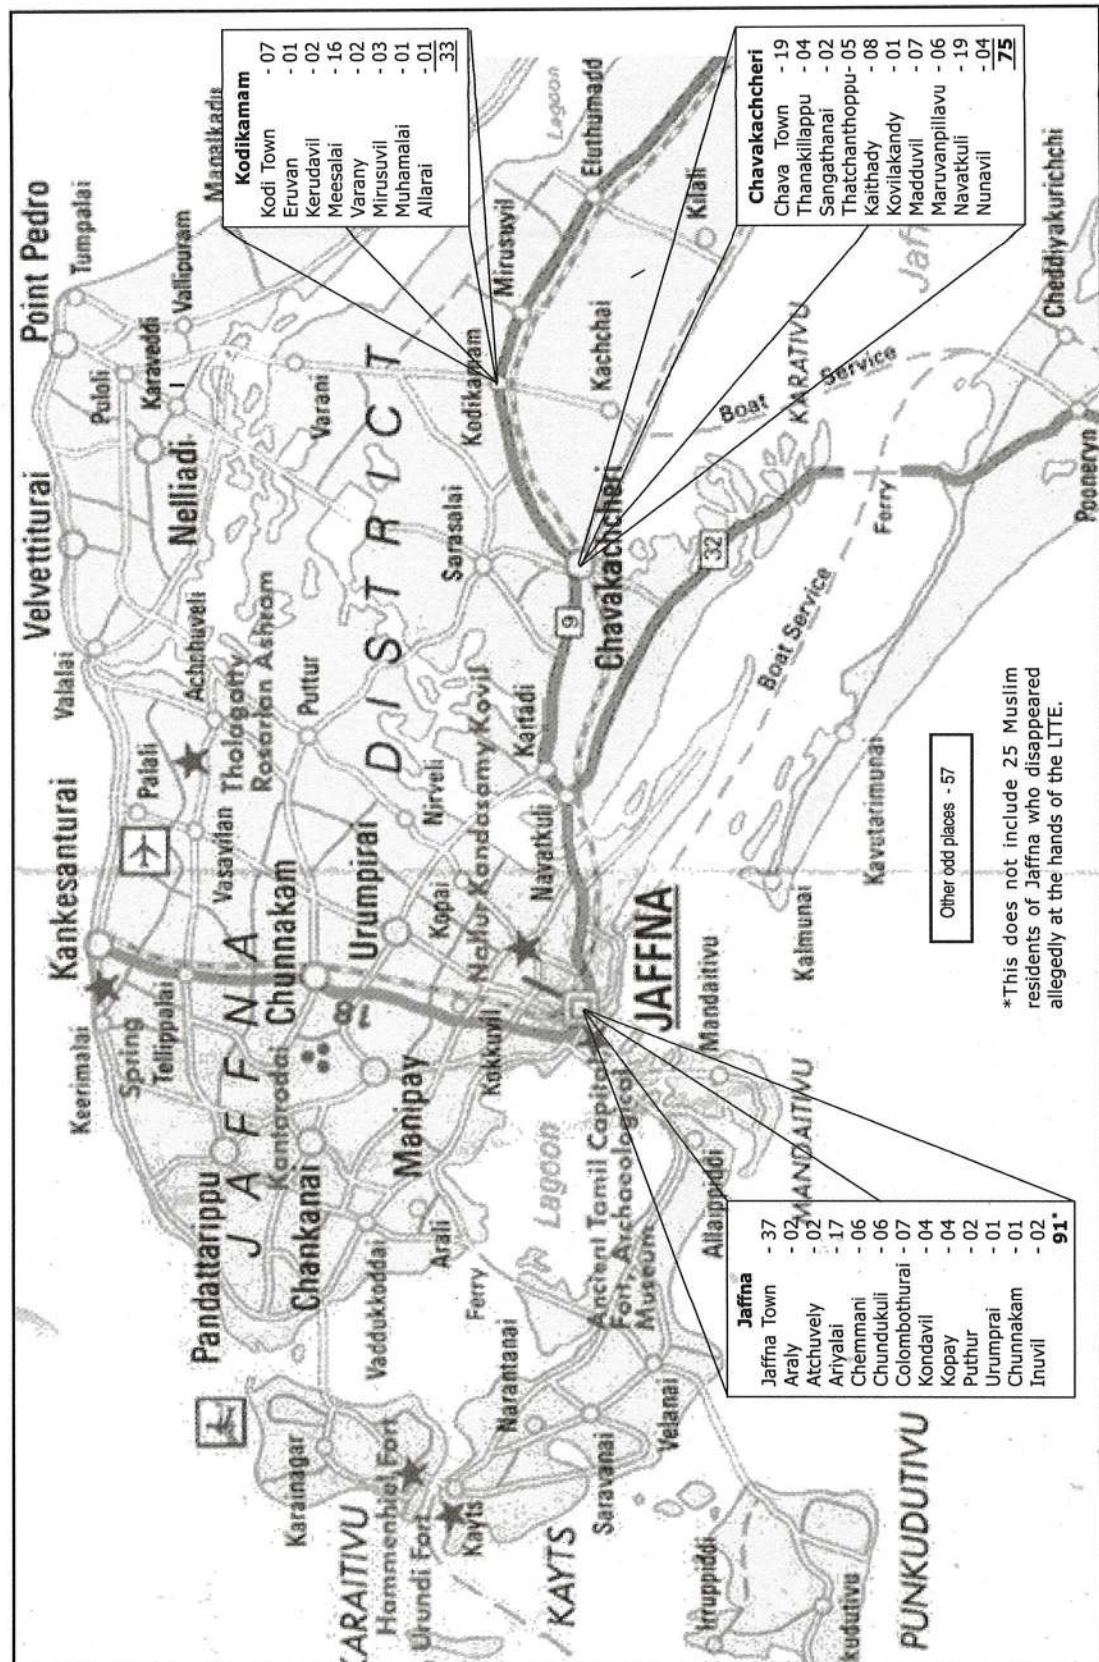 Point Pedro
Tumpalai
Manalkadu
Velvettiturai
Puloli
Karaveddi
Vallipuram
Nelliadi
Varani
Valalai
Achchuveli
Tholagatty
Rosarian Ashram
Puttur
Kankesanturai
Palali
Vasavilan
Keerimalai
Spring
Tellippalai
Chunnakam
Urumpirai
Nirveli
Kopai
Nallur Kandasamy Kovil
JAFFNA DISTRICT
Sarasalai
Kodikamam
Mirusuvil
Eluthumadd
Kilali
Kachchai
Lagoon
Chavakachcheri
9
32
Kaitadi
Navatkuli
JAFFNA
Kokkuvil
Manipay
Kantarodai
Chankanai
Pandattarippu
Vaddukkoddai
Arali
Lagoon
Ferry
Ancient Tamil Capital
Fort, Archaeological
Museum
Mandaitivu
MANDAITIVU
Allaippiddi
Karainagar
KARAITIVU
Hammenhiel Fort
Urundi Fort
Kayts
KAYTS
Narantanai
Saravanai
Velanai
Irruppiddi
kudutivu
PUNKUDUTIVU
Boat Service
KARATIVU
Boat Service
Ferry
Jaf
Cheddiyakurichchi
Pooneryn
Kalmunai
Kavutarimunai
Kodikamam
Kodi Town - 07
Eruvan - 01
Kerudavil - 02
Meesalai - 16
Varany - 02
Mirusuvil - 03
Muhamalai - 01
Allarai - 01
33
Chavakachcheri
Chava Town - 19
Thanakillappu - 04
Sangathanai - 02
Thatchanthoppu- 05
Kaithady - 08
Kovilakandy - 01
Madduvil - 07
Maruvanpillavu - 06
Navatkuli - 19
Nunavil - 04
75
Jaffna
Jaffna Town - 37
Araly - 02
Atchuvely - 02
Ariyalai - 17
Chemmani - 06
Chundukuli - 06
Colombothurai - 07
Kondavil - 04
Kopay - 04
Puthur - 02
Urumprai - 01
Chunnakam - 01
Inuvil - 02
91*
Other odd places - 57
*This does not include 25 Muslim
residents of Jaffna who disappeared
allegedly at the hands of the LTTE.